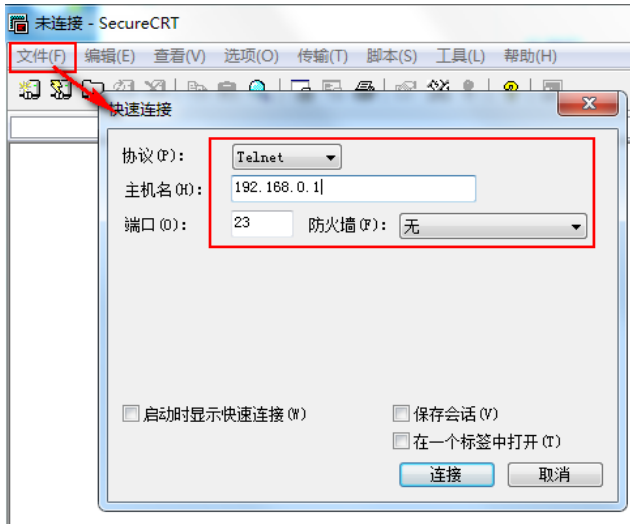 未连接 - SecureCRT
文件(F) 编辑(E) 查看(V) 选项(O) 传输(T) 脚本(S) 工具(L) 帮助(H)
快速连接
协议(P): Telnet
主机名(H): 192.168.0.1
端口(O): 23 防火墙(F): 无
启动时显示快速连接(W) 保存会话(V)
在一个标签中打开(T)
连接 取消